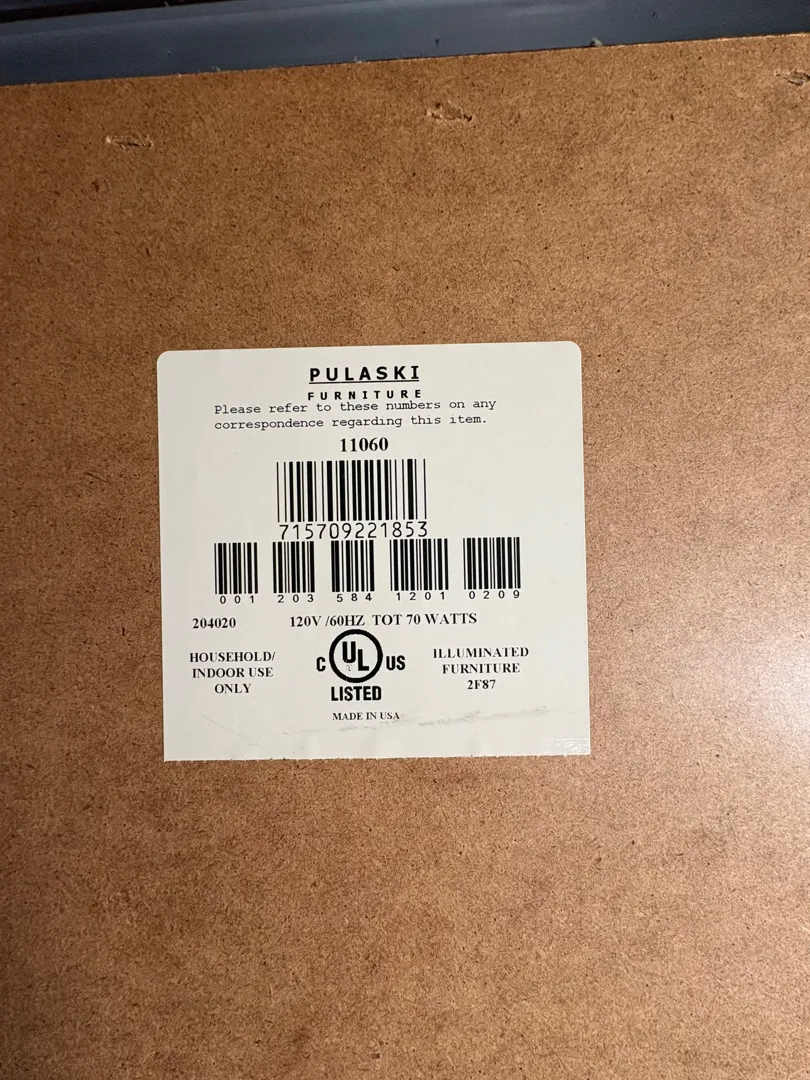 PULASKI
FURNITURE
Please refer to these numbers on any
correspondence regarding this item.
11060
715709221853
001 203 584 1201 0209
204020 120V /60HZ TOT 70 WATTS
HOUSEHOLD/
INDOOR USE
ONLY
C UL US
LISTED
ILLUMINATED
FURNITURE
2F87
MADE IN USA